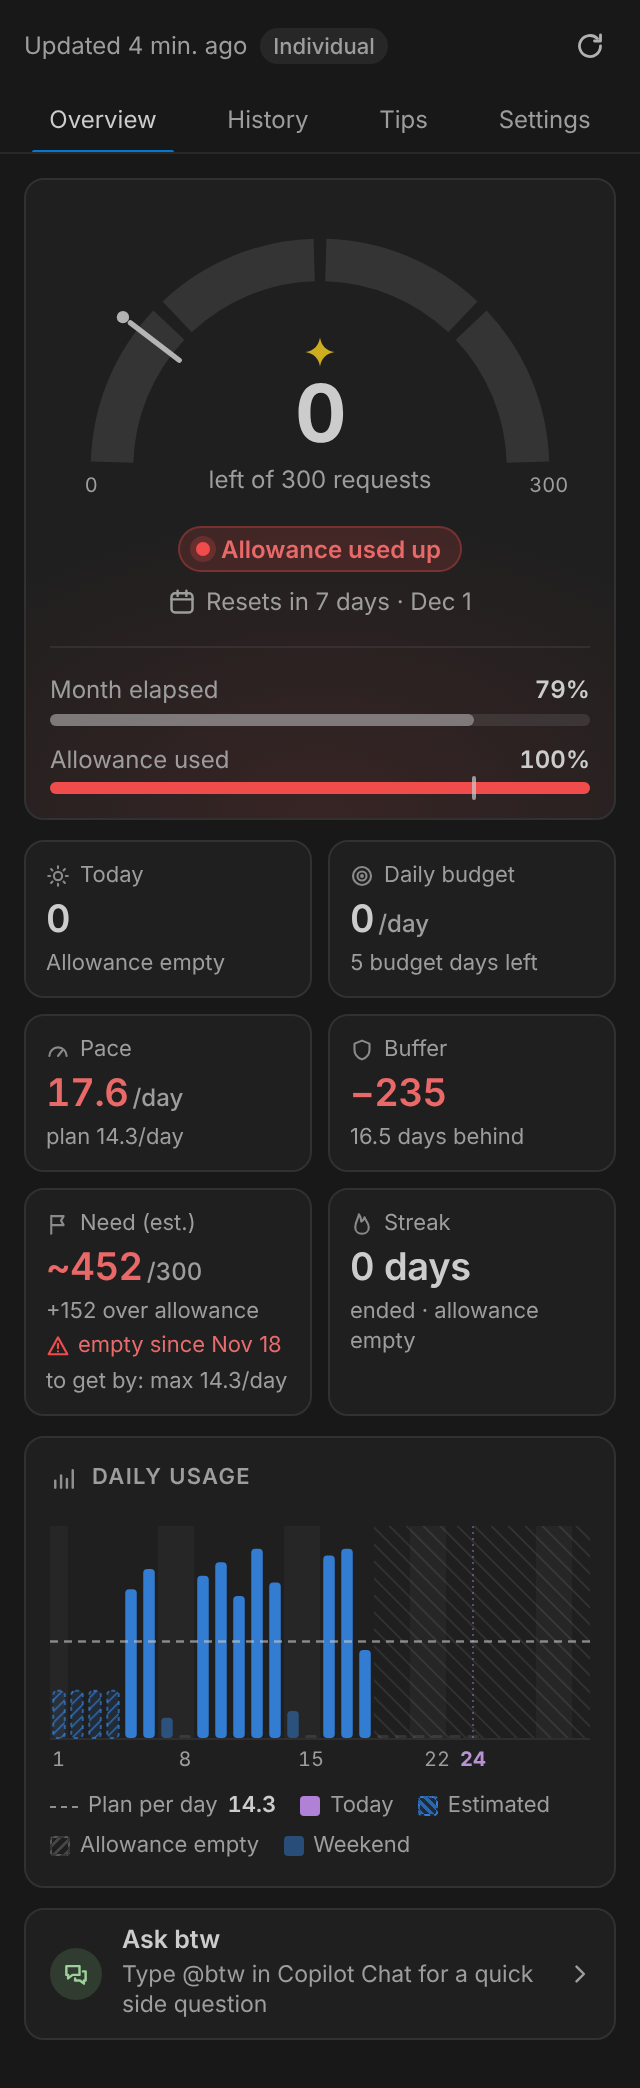 Updated 4 min. ago Individual
Overview History Tips Settings
0
left of 300 requests
0 300
Allowance used up
Resets in 7 days · Dec 1
Month elapsed 79%
Allowance used 100%
Today
0
Allowance empty
Daily budget
0 /day
5 budget days left
Pace
17.6 /day
plan 14.3/day
Buffer
−235
16.5 days behind
Need (est.)
~452 /300
+152 over allowance
empty since Nov 18
to get by: max 14.3/day
Streak
0 days
ended · allowance
empty
DAILY USAGE
1 8 15 22 24
Plan per day 14.3 Today Estimated
Allowance empty Weekend
Ask btw
Type @btw in Copilot Chat for a quick
side question